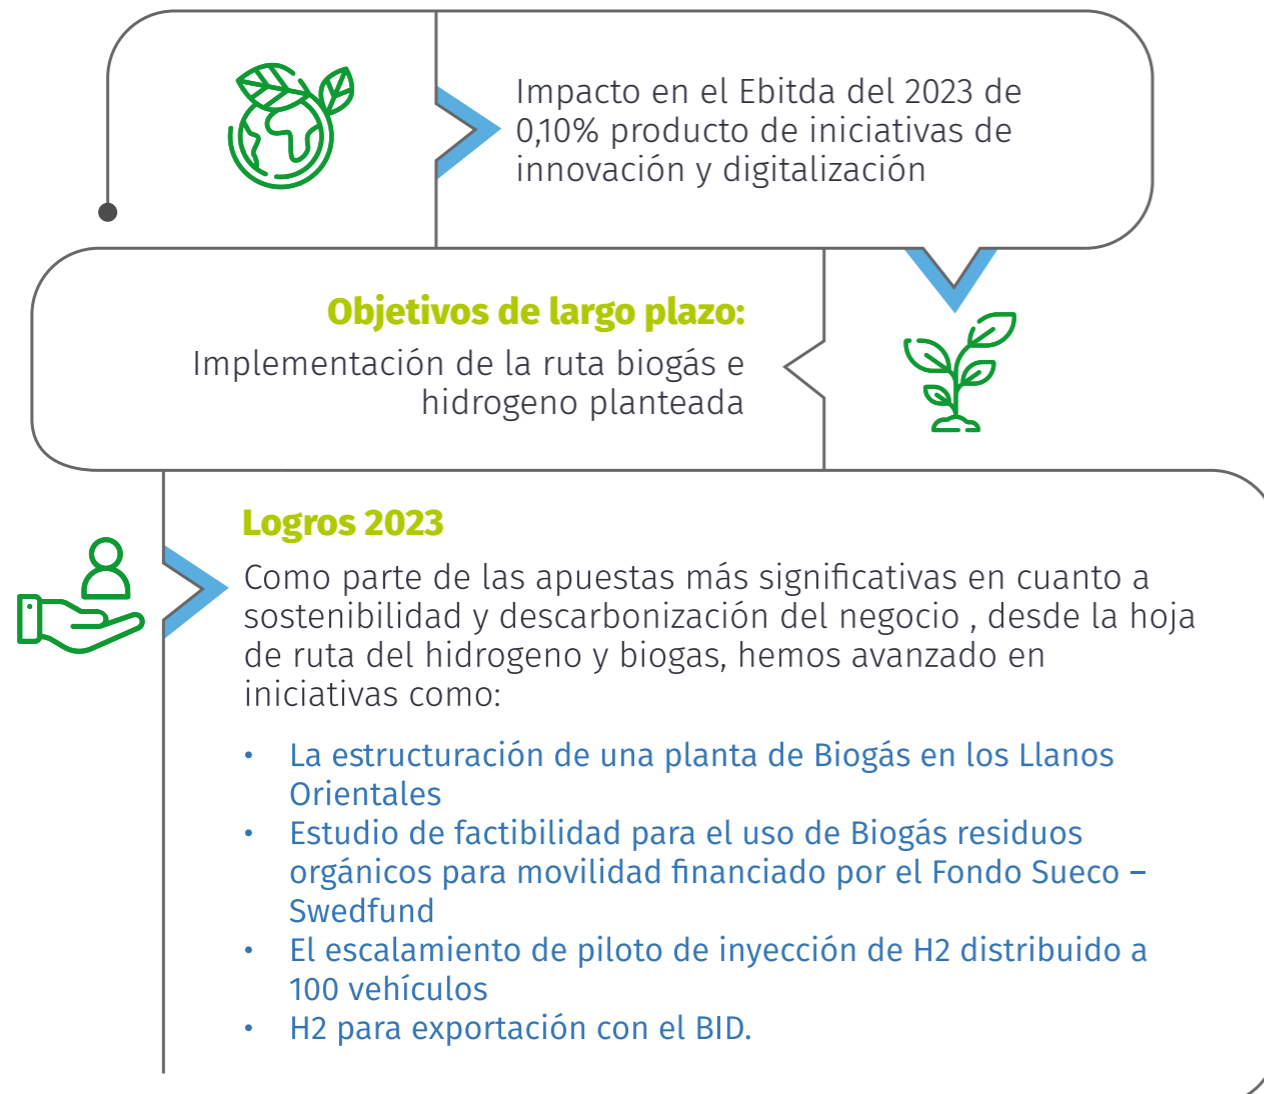 Impacto en el Ebitda del 2023 de
0,10% producto de iniciativas de
innovación y digitalización
Objetivos de largo plazo:
Implementación de la ruta biogás e
hidrogeno planteada
Logros 2023
Como parte de las apuestas más significativas en cuanto a
sostenibilidad y descarbonización del negocio , desde la hoja
de ruta del hidrogeno y biogas, hemos avanzado en
iniciativas como:
• La estructuración de una planta de Biogás en los Llanos
Orientales
• Estudio de factibilidad para el uso de Biogás residuos
orgánicos para movilidad financiado por el Fondo Sueco –
Swedfund
• El escalamiento de piloto de inyección de H2 distribuido a
100 vehículos
• H2 para exportación con el BID.